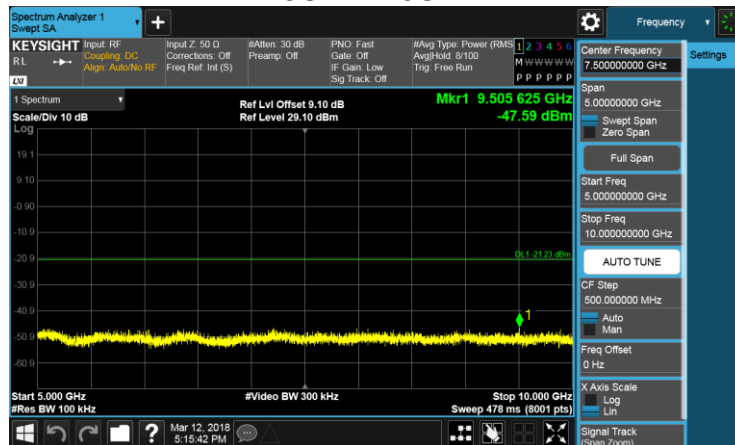 Spectrum Analyzer 1
Swept SA
Frequency
KEYSIGHT
RL
LXI
Input: RF
Coupling: DC
Align: Auto/No RF
Input Z: 50 Ω
Corrections: Off
Freq Ref: Int (S)
#Atten: 30 dB
Preamp: Off
PNO: Fast
Gate: Off
IF Gain: Low
Sig Track: Off
#Avg Type: Power (RMS
Avg|Hold: 8/100
Trig: Free Run
1 2 3 4 5 6
M W W W W W
P P P P P P
Settings
Center Frequency
7.500000000 GHz
Span
5.00000000 GHz
Swept Span
Zero Span
Full Span
Start Freq
5.000000000 GHz
Stop Freq
10.000000000 GHz
AUTO TUNE
CF Step
500.000000 MHz
Auto
Man
Freq Offset
0 Hz
X Axis Scale
Log
Lin
Signal Track
(Span Zoom)
1 Spectrum
Scale/Div 10 dB
Log
Ref Lvl Offset 9.10 dB
Ref Level 29.10 dBm
Mkr1 9.505 625 GHz
-47.59 dBm
19.1
9.10
-0.90
-10.9
-20.9
-30.9
-40.9
-50.9
-60.9
DL1 -21.23 dBm
1
Start 5.000 GHz
#Res BW 100 kHz
#Video BW 300 kHz
Stop 10.000 GHz
Sweep 478 ms (8001 pts)
?
Mar 12, 2018
5:15:42 PM